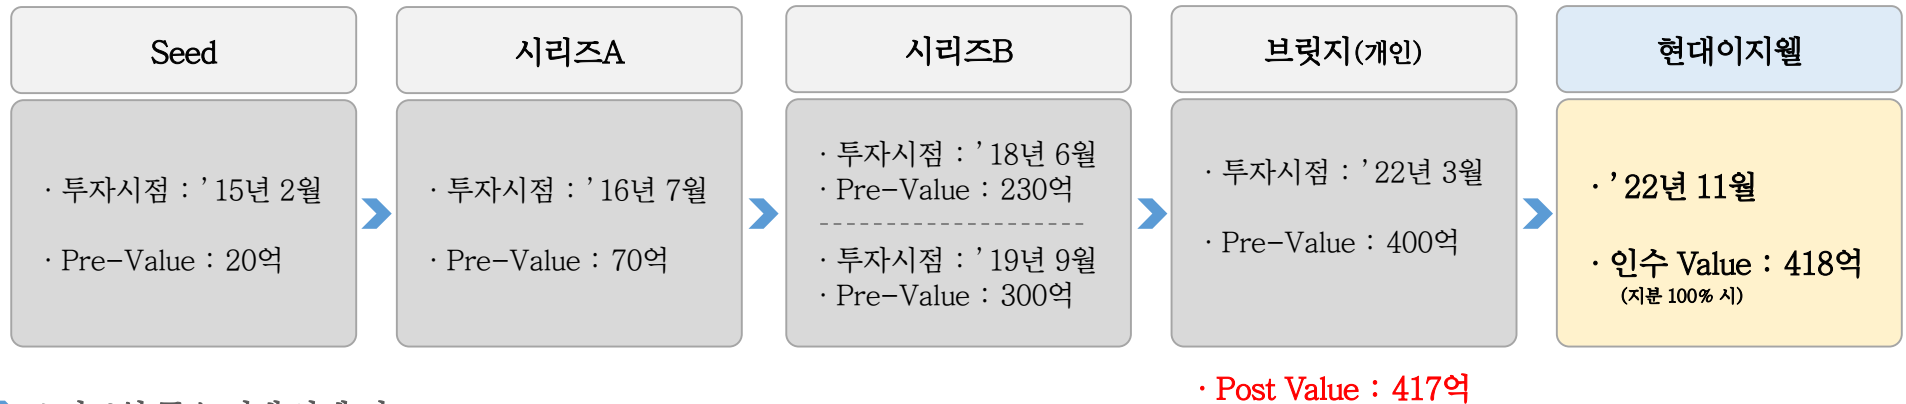 Seed
· 투자시점 : ’15년 2월
· Pre-Value : 20억
시리즈A
· 투자시점 : ’16년 7월
· Pre-Value : 70억
시리즈B
· 투자시점 : ’18년 6월
· Pre-Value : 230억
· 투자시점 : ’19년 9월
· Pre-Value : 300억
브릿지(개인)
· 투자시점 : ’22년 3월
· Pre-Value : 400억
현대이지웰
· ’22년 11월
· 인수 Value : 418억
(지분 100% 시)
· Post Value : 417억